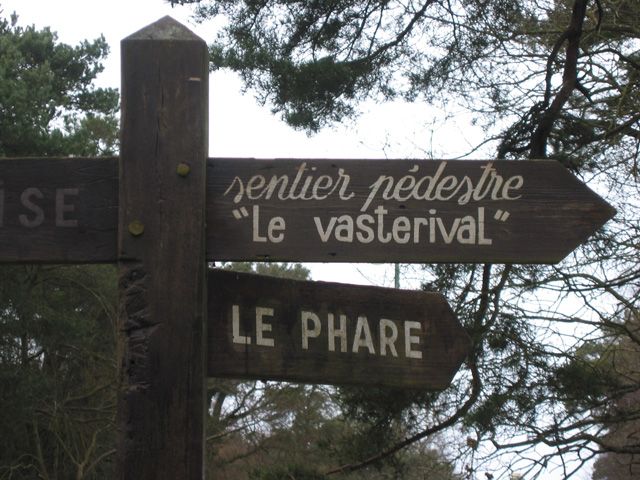 sentier pédestre
"Le vasterival"
LE PHARE